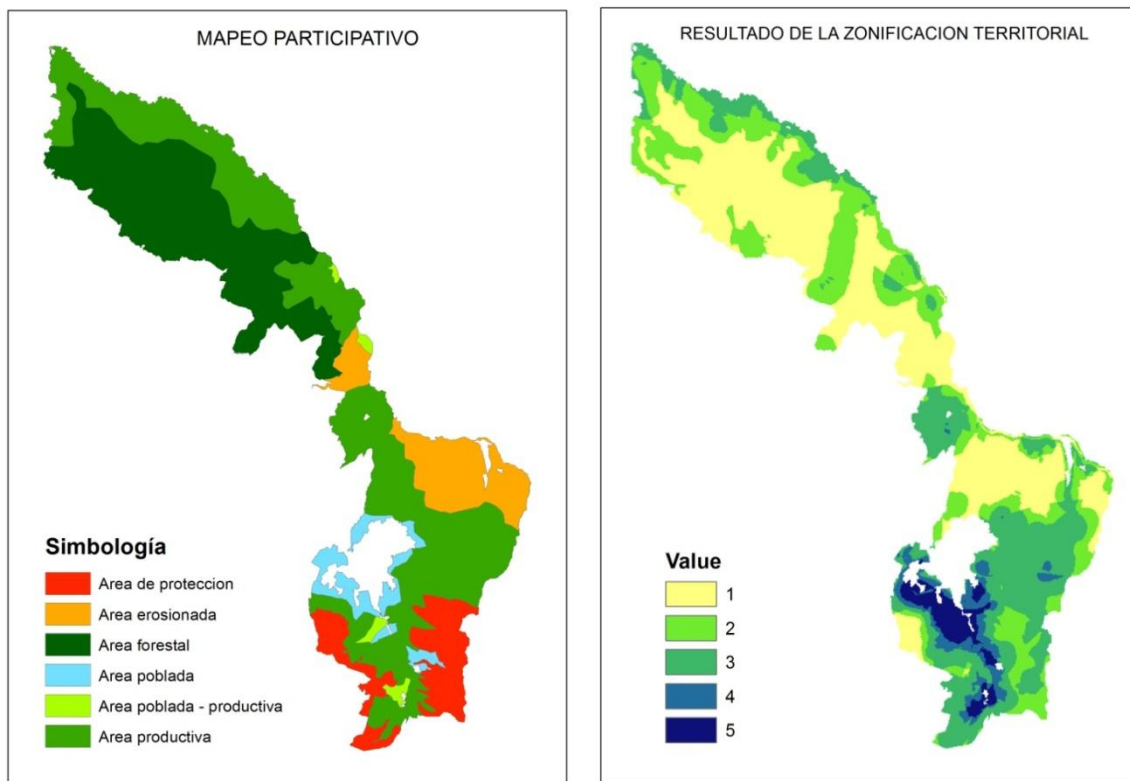 MAPEO PARTICIPATIVO
Simbología
Area de proteccion
Area erosionada
Area forestal
Area poblada
Area poblada - productiva
Area productiva
RESULTADO DE LA ZONIFICACION TERRITORIAL
Value
1
2
3
4
5